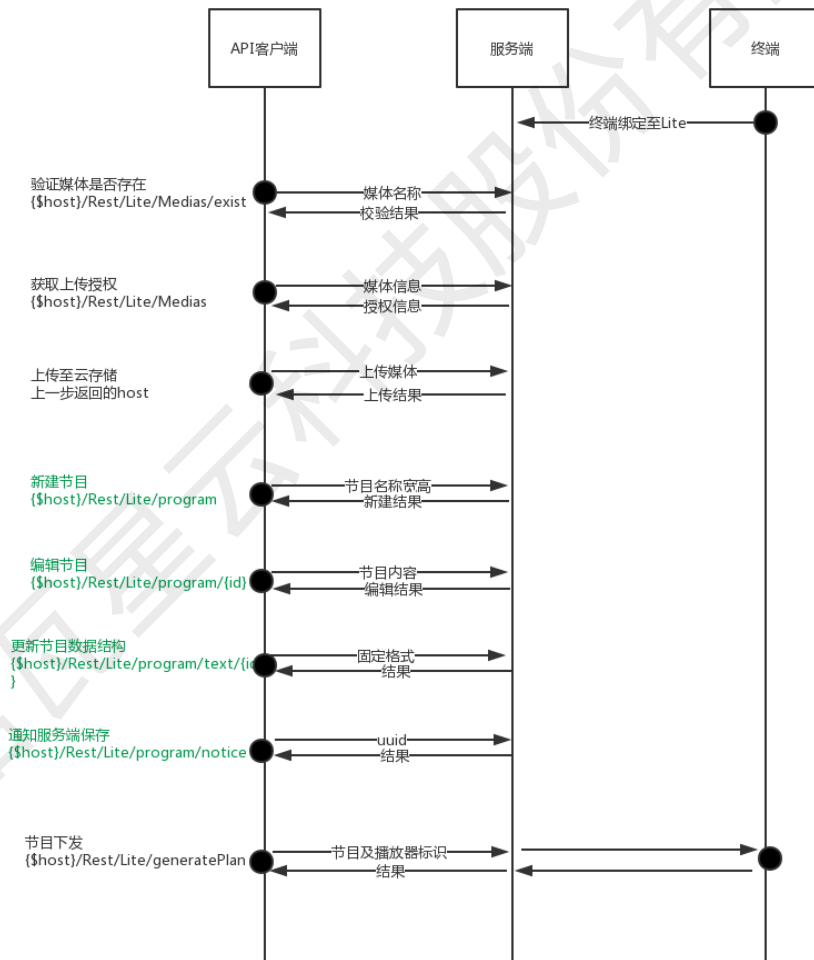 API客户端
服务端
终端
终端绑定至Lite
验证媒体是否存在
{$host}/Rest/Lite/Medias/exist
媒体名称
校验结果
获取上传授权
{$host}/Rest/Lite/Medias
媒体信息
授权信息
上传至云存储
上一步返回的host
上传媒体
上传结果
新建节目
{$host}/Rest/Lite/program
节目名称宽高
新建结果
编辑节目
{$host}/Rest/Lite/program/{id}
节目内容
编辑结果
更新节目数据结构
{$host}/Rest/Lite/program/text/{id
}
固定格式
结果
通知服务端保存
{$host}/Rest/Lite/program/notice
uuid
结果
节目下发
{$host}/Rest/Lite/generatePlan
节目及播放器标识
结果
瓦星云科技股份有